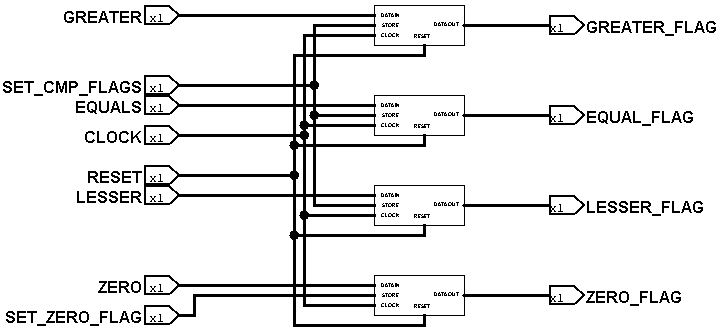 GREATER x1 DATAIN DATAOUT x1 GREATER_FLAG
STORE
CLOCK RESET
SET_CMP_FLAGS x1
EQUALS x1 DATAIN DATAOUT x1 EQUAL_FLAG
STORE
CLOCK x1 CLOCK RESET
RESET x1
LESSER x1 DATAIN DATAOUT x1 LESSER_FLAG
STORE
CLOCK RESET
ZERO x1 DATAIN DATAOUT x1 ZERO_FLAG
STORE
SET_ZERO_FLAG x1 CLOCK RESET